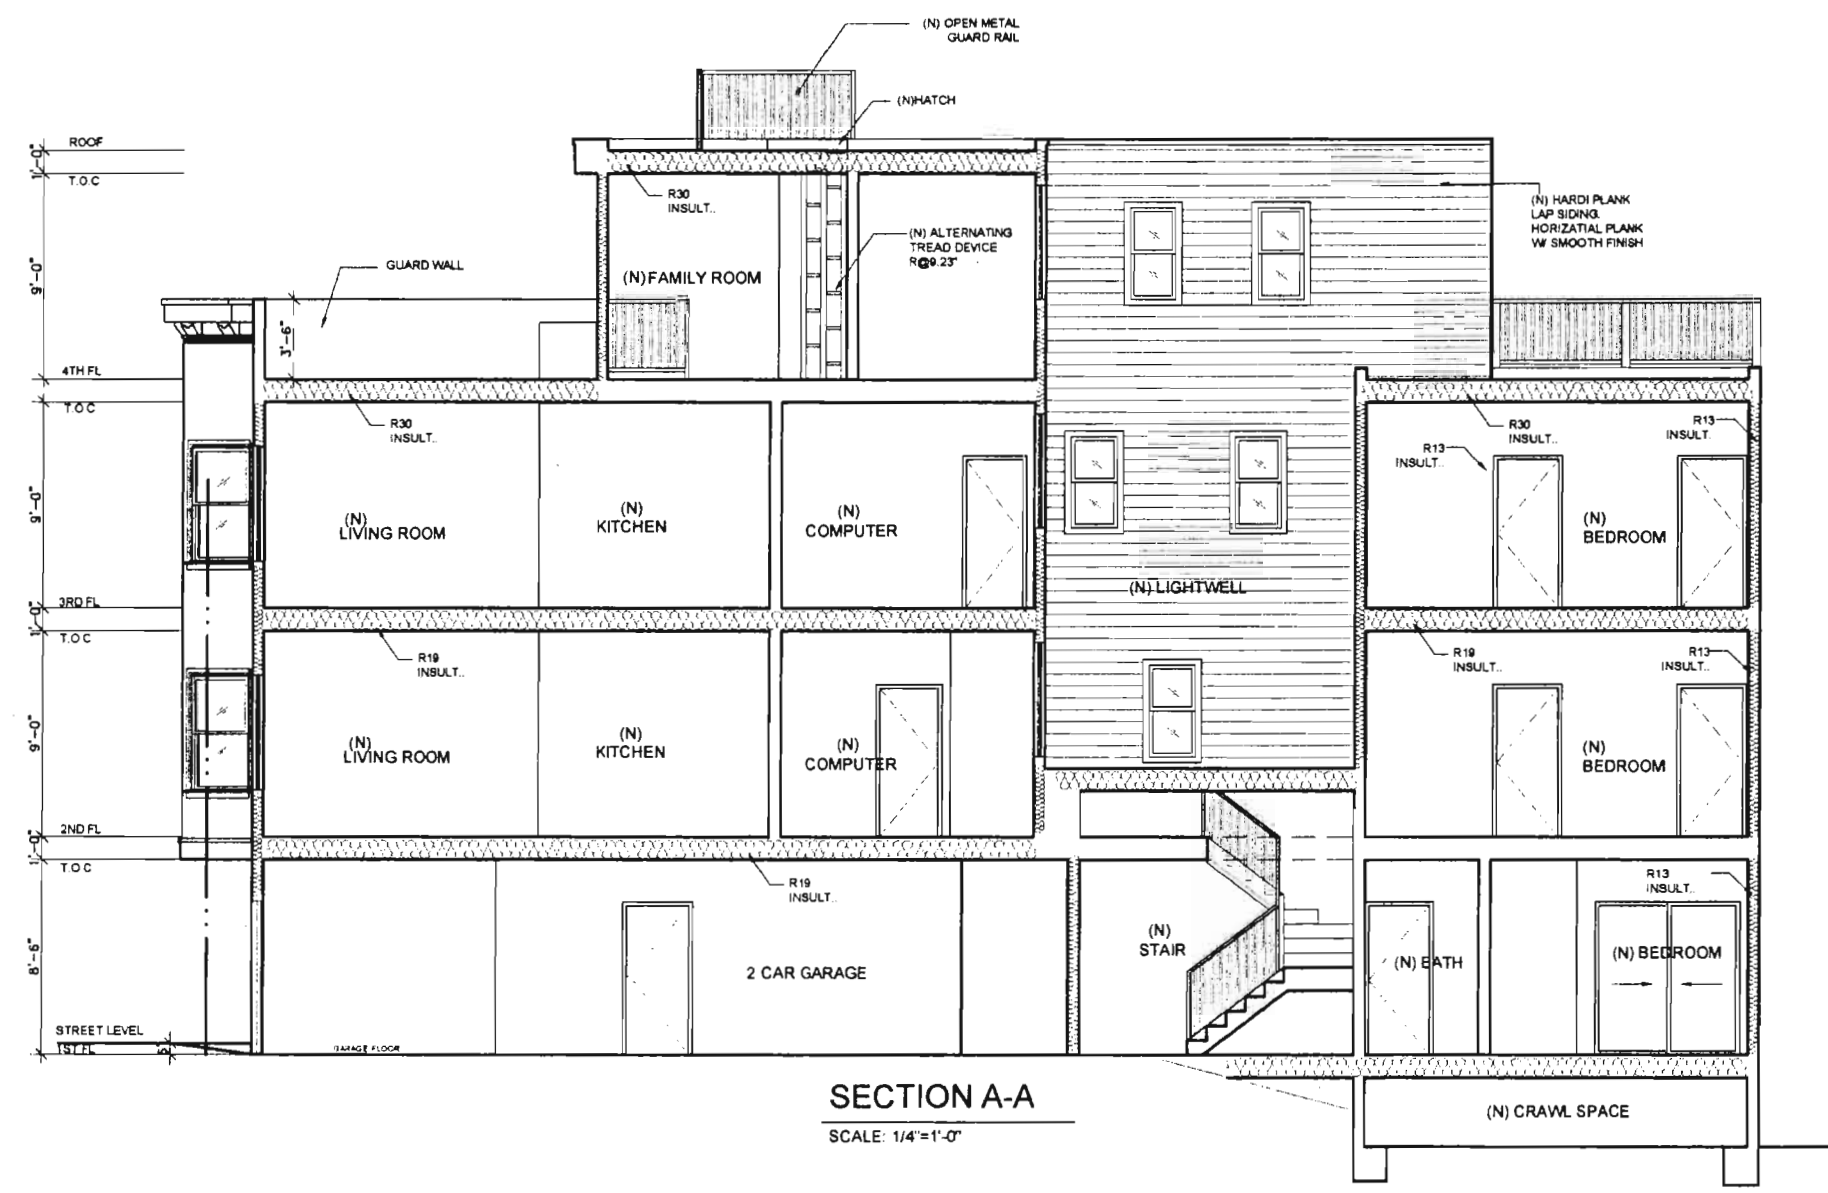 (N) OPEN METAL
GUARD RAIL
(N)HATCH
ROOF
1'-0"
T.O.C
R30
INSULT..
(N) HARDI PLANK
LAP SIDING.
HORIZATIAL PLANK
W/ SMOOTH FINISH
(N) ALTERNATING
TREAD DEVICE
R@9.23"
GUARD WALL
(N) FAMILY ROOM
9'-0"
3'-6"
4TH FL
T.O.C
R30
INSULT..
R30
INSULT..
R13
INSULT.
R13
INSULT..
9'-0"
(N)
LIVING ROOM
(N)
KITCHEN
(N)
COMPUTER
(N)
BEDROOM
(N) LIGHTWELL
3RD FL
1'-0"
T.O.C
R19
INSULT..
R19
INSULT..
R13
INSULT..
9'-0"
(N)
LIVING ROOM
(N)
KITCHEN
(N)
COMPUTER
(N)
BEDROOM
2ND FL
1'-0"
T.O.C
R19
INSULT..
R13
INSULT..
8'-6"
(N)
STAIR
2 CAR GARAGE
(N) BATH
(N) BEDROOM
STREET LEVEL
1ST FL
6"
GARAGE FLOOR
SECTION A-A
SCALE: 1/4"=1'-0"
(N) CRAWL SPACE